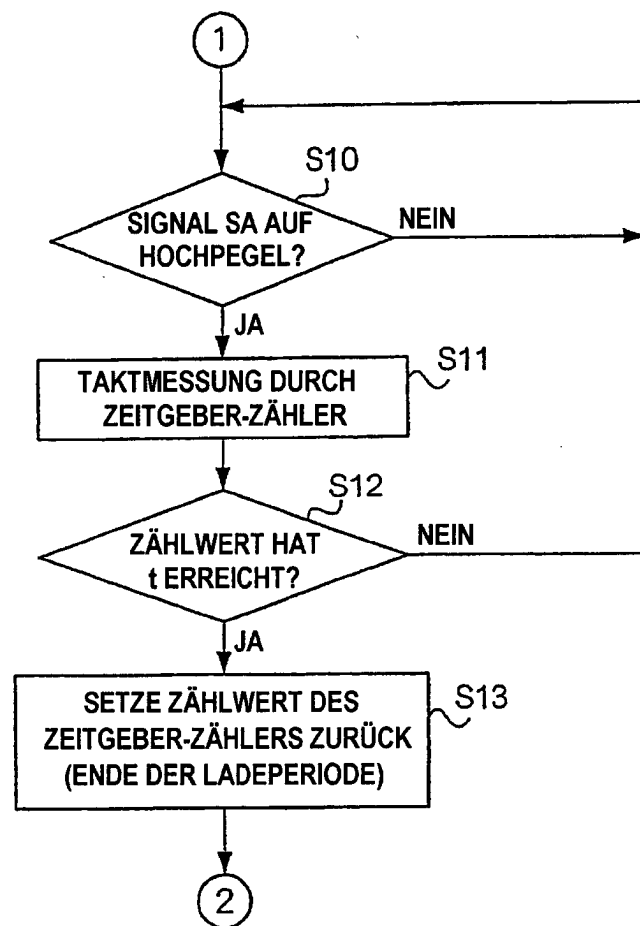 1
S10
SIGNAL SA AUF
HOCHPEGEL?
NEIN
JA
S11
TAKTMESSUNG DURCH
ZEITGEBER-ZÄHLER
S12
ZÄHLWERT HAT
t ERREICHT?
NEIN
JA
S13
SETZE ZÄHLWERT DES
ZEITGEBER-ZÄHLERS ZURÜCK
(ENDE DER LADEPERIODE)
2